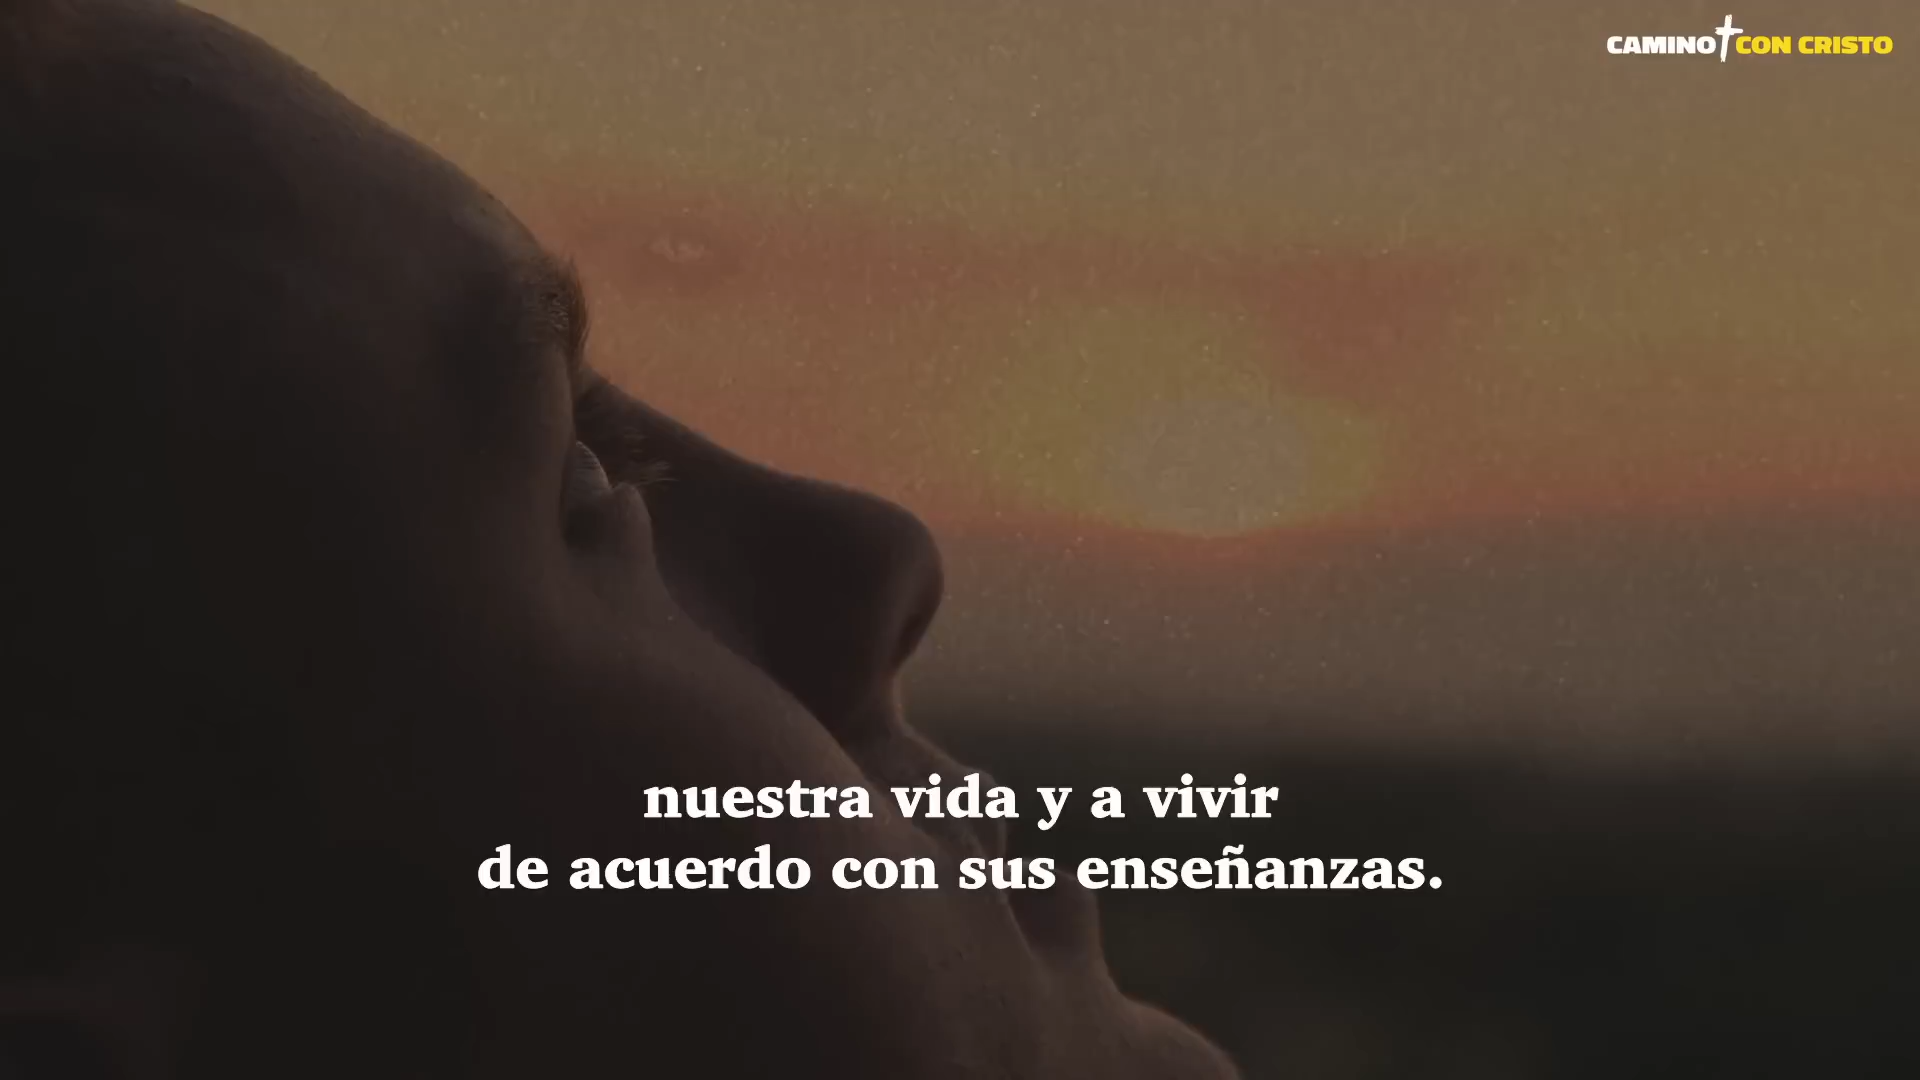 CAMINO CON CRISTO
nuestra vida y a vivir
de acuerdo con sus enseñanzas.